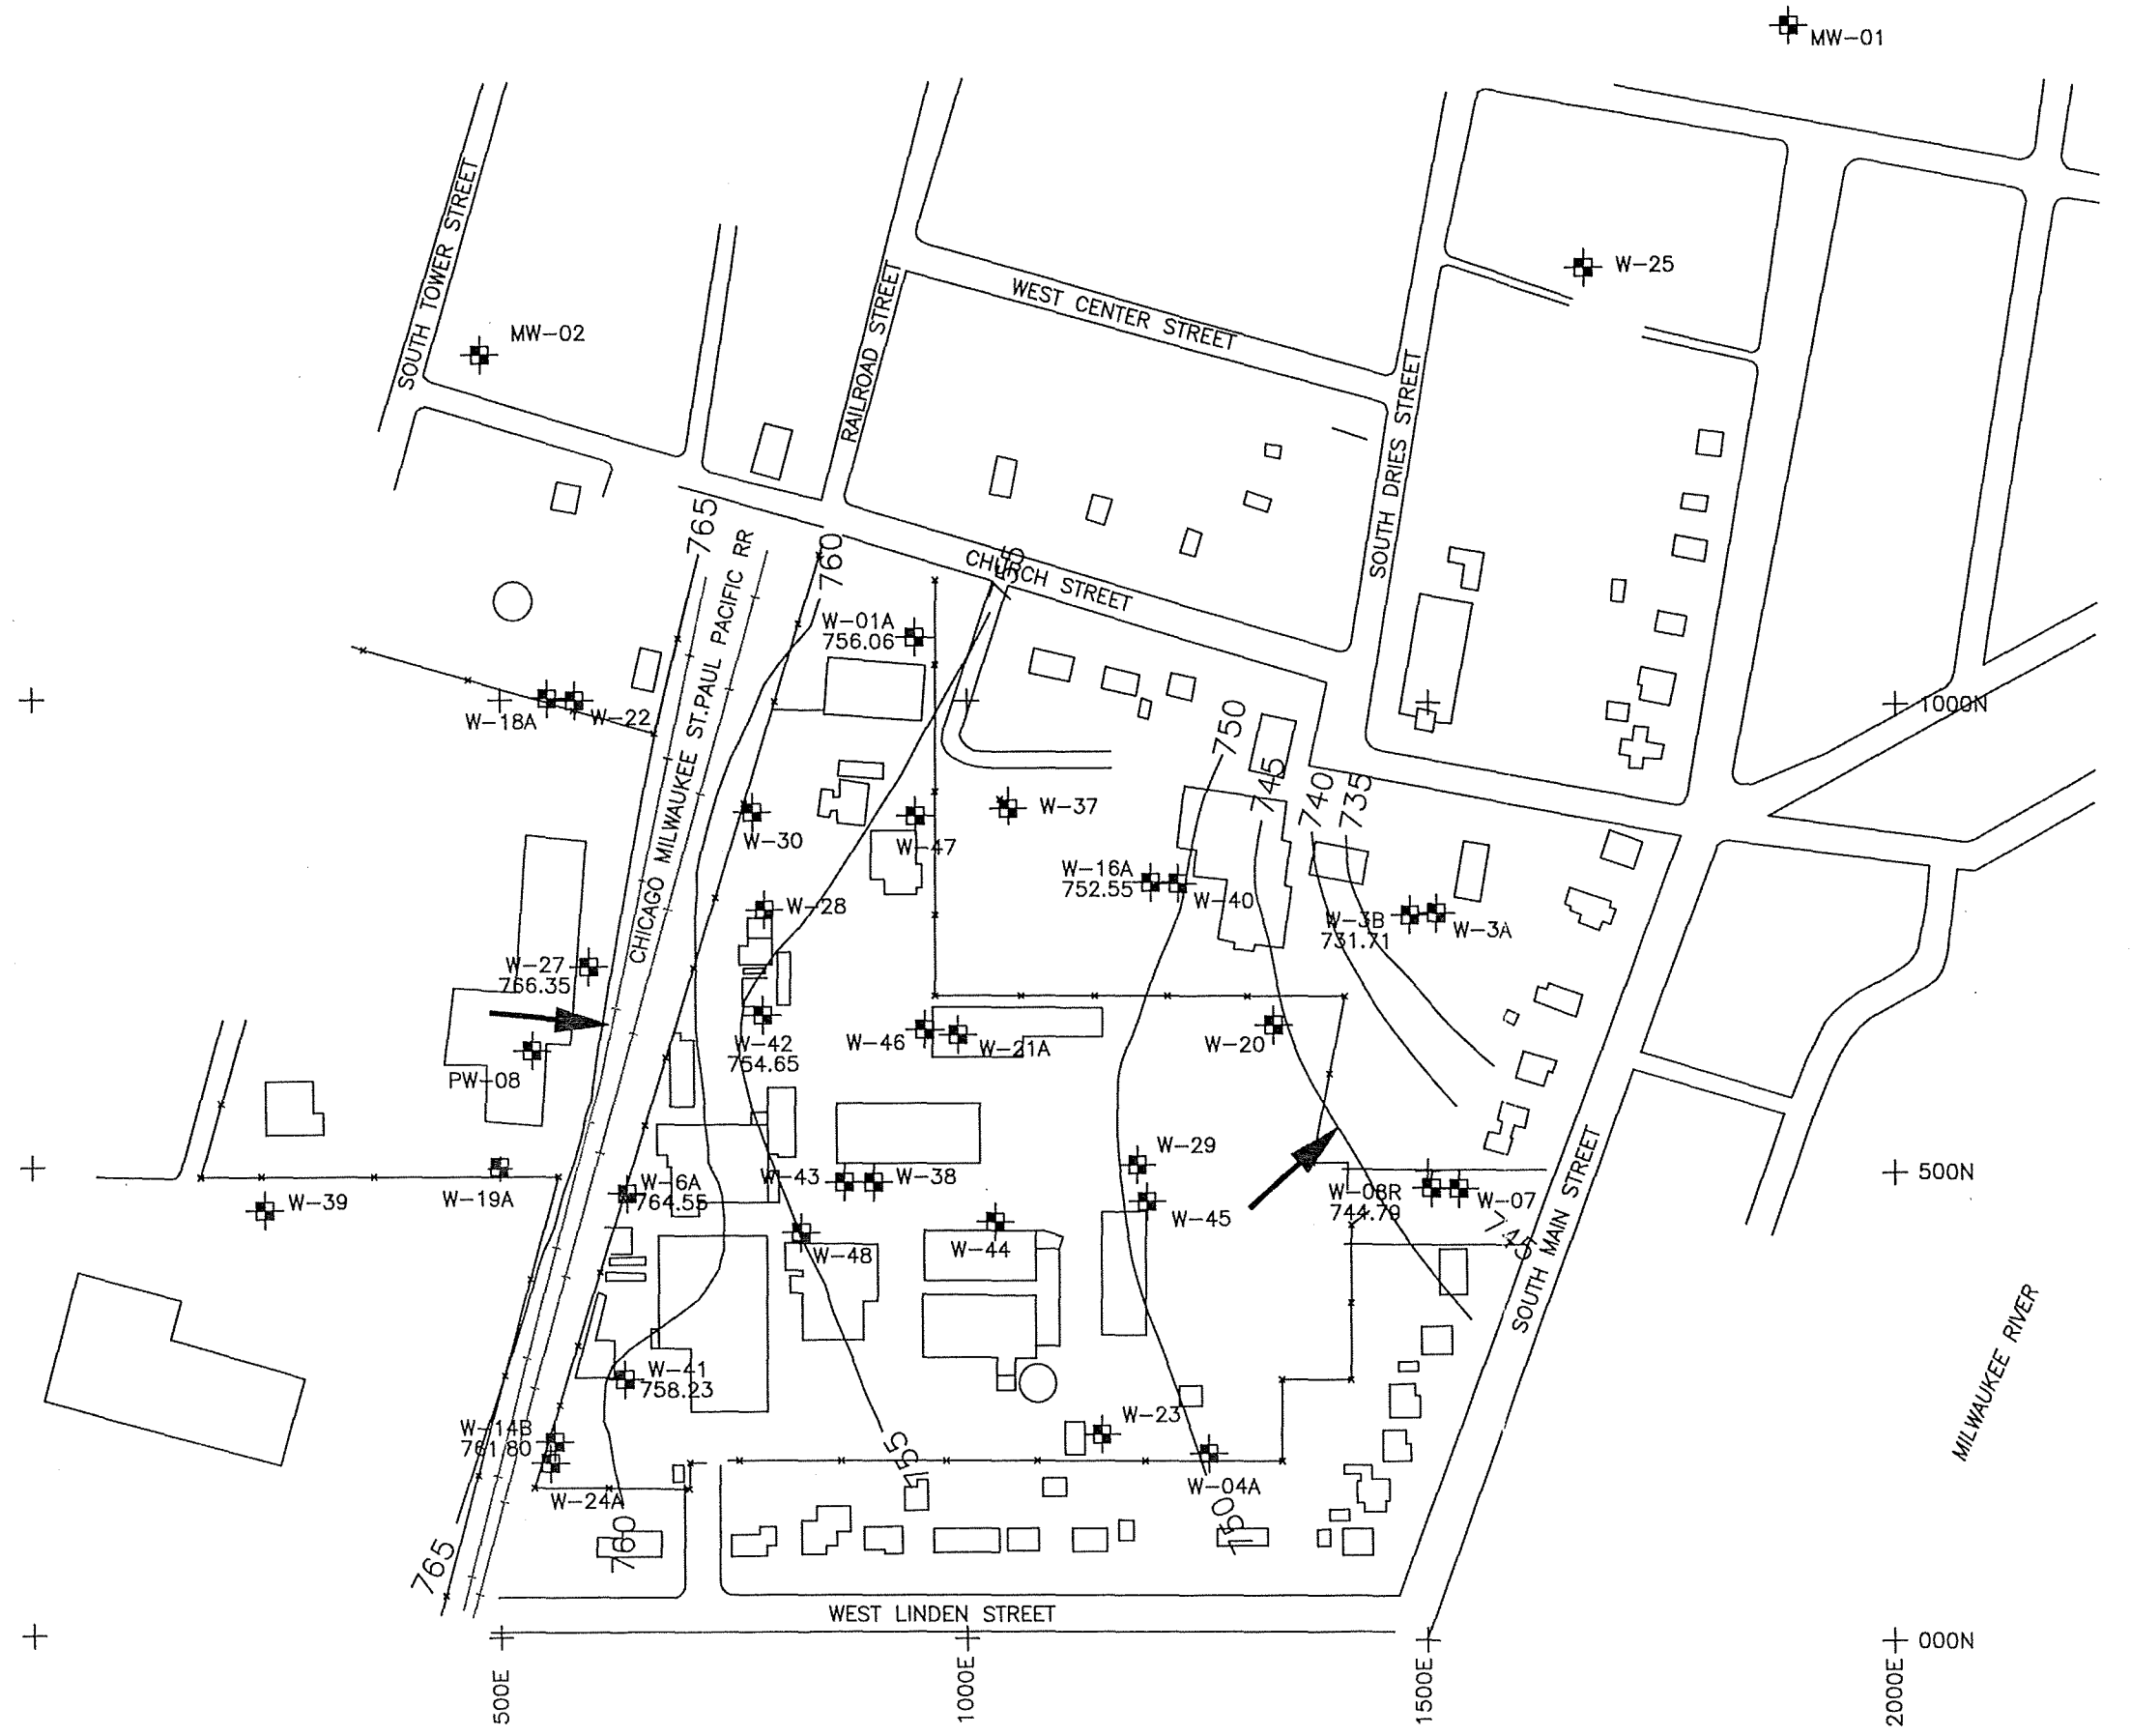 MW-01
SOUTH TOWER STREET
MW-02
RAILROAD STREET
WEST CENTER STREET
W-25
SOUTH DRIES STREET
765
CHICAGO MILWAUKEE ST.PAUL PACIFIC RR
760
CHURCH STREET
W-01A
756.06
W-18A
W-22
1000N
750
745
740
735
W-30
W-47
W-37
W-16A
752.55
W-40
W-28
W-3B
731.71
W-3A
W-27
766.35
W-42
754.65
W-46
W-21A
W-20
PW-08
W-29
500N
W-39
W-19A
W-6A
764.55
W-43
W-38
W-45
W-08R
744.79
W-07
745
SOUTH MAIN STREET
W-48
W-44
W-41
758.23
W-23
W-14B
761.80
W-24A
755
W-04A
750
760
765
MILWAUKEE RIVER
WEST LINDEN STREET
000N
500E
1000E
1500E
2000E